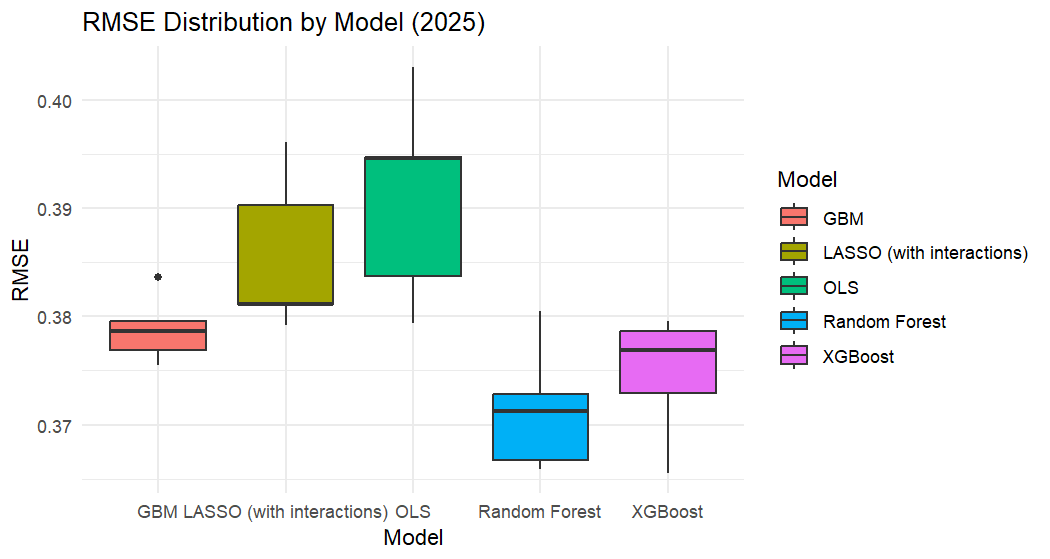 RMSE Distribution by Model (2025)
RMSE
0.40
0.39
0.38
0.37
GBM LASSO (with interactions) OLS Random Forest XGBoost
Model
Model
GBM
LASSO (with interactions)
OLS
Random Forest
XGBoost